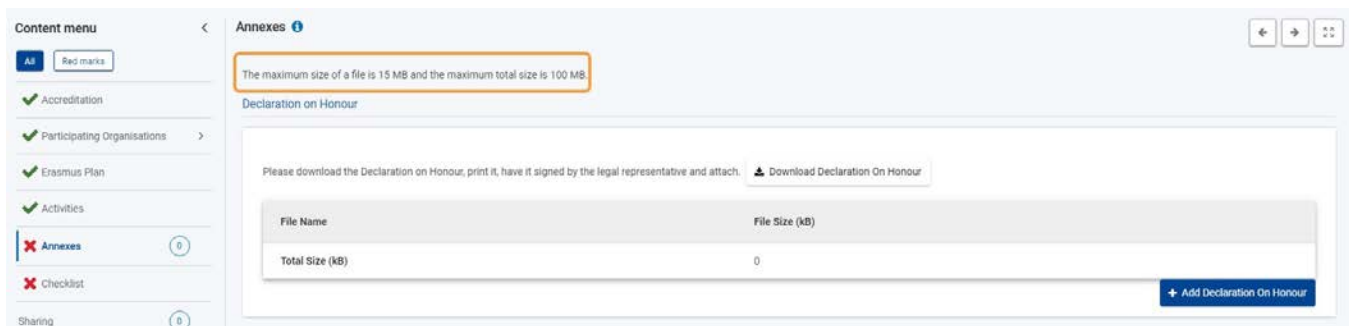 Content menu
All
Red marks
Accreditation
Participating Organisations
Erasmus Plan
Activities
Annexes 0
Checklist
Sharing 0
Annexes
The maximum size of a file is 15 MB and the maximum total size is 100 MB.
Declaration on Honour
Please download the Declaration on Honour, print it, have it signed by the legal representative and attach. Download Declaration On Honour
File Name File Size (kB)
Total Size (kB) 0
+ Add Declaration On Honour